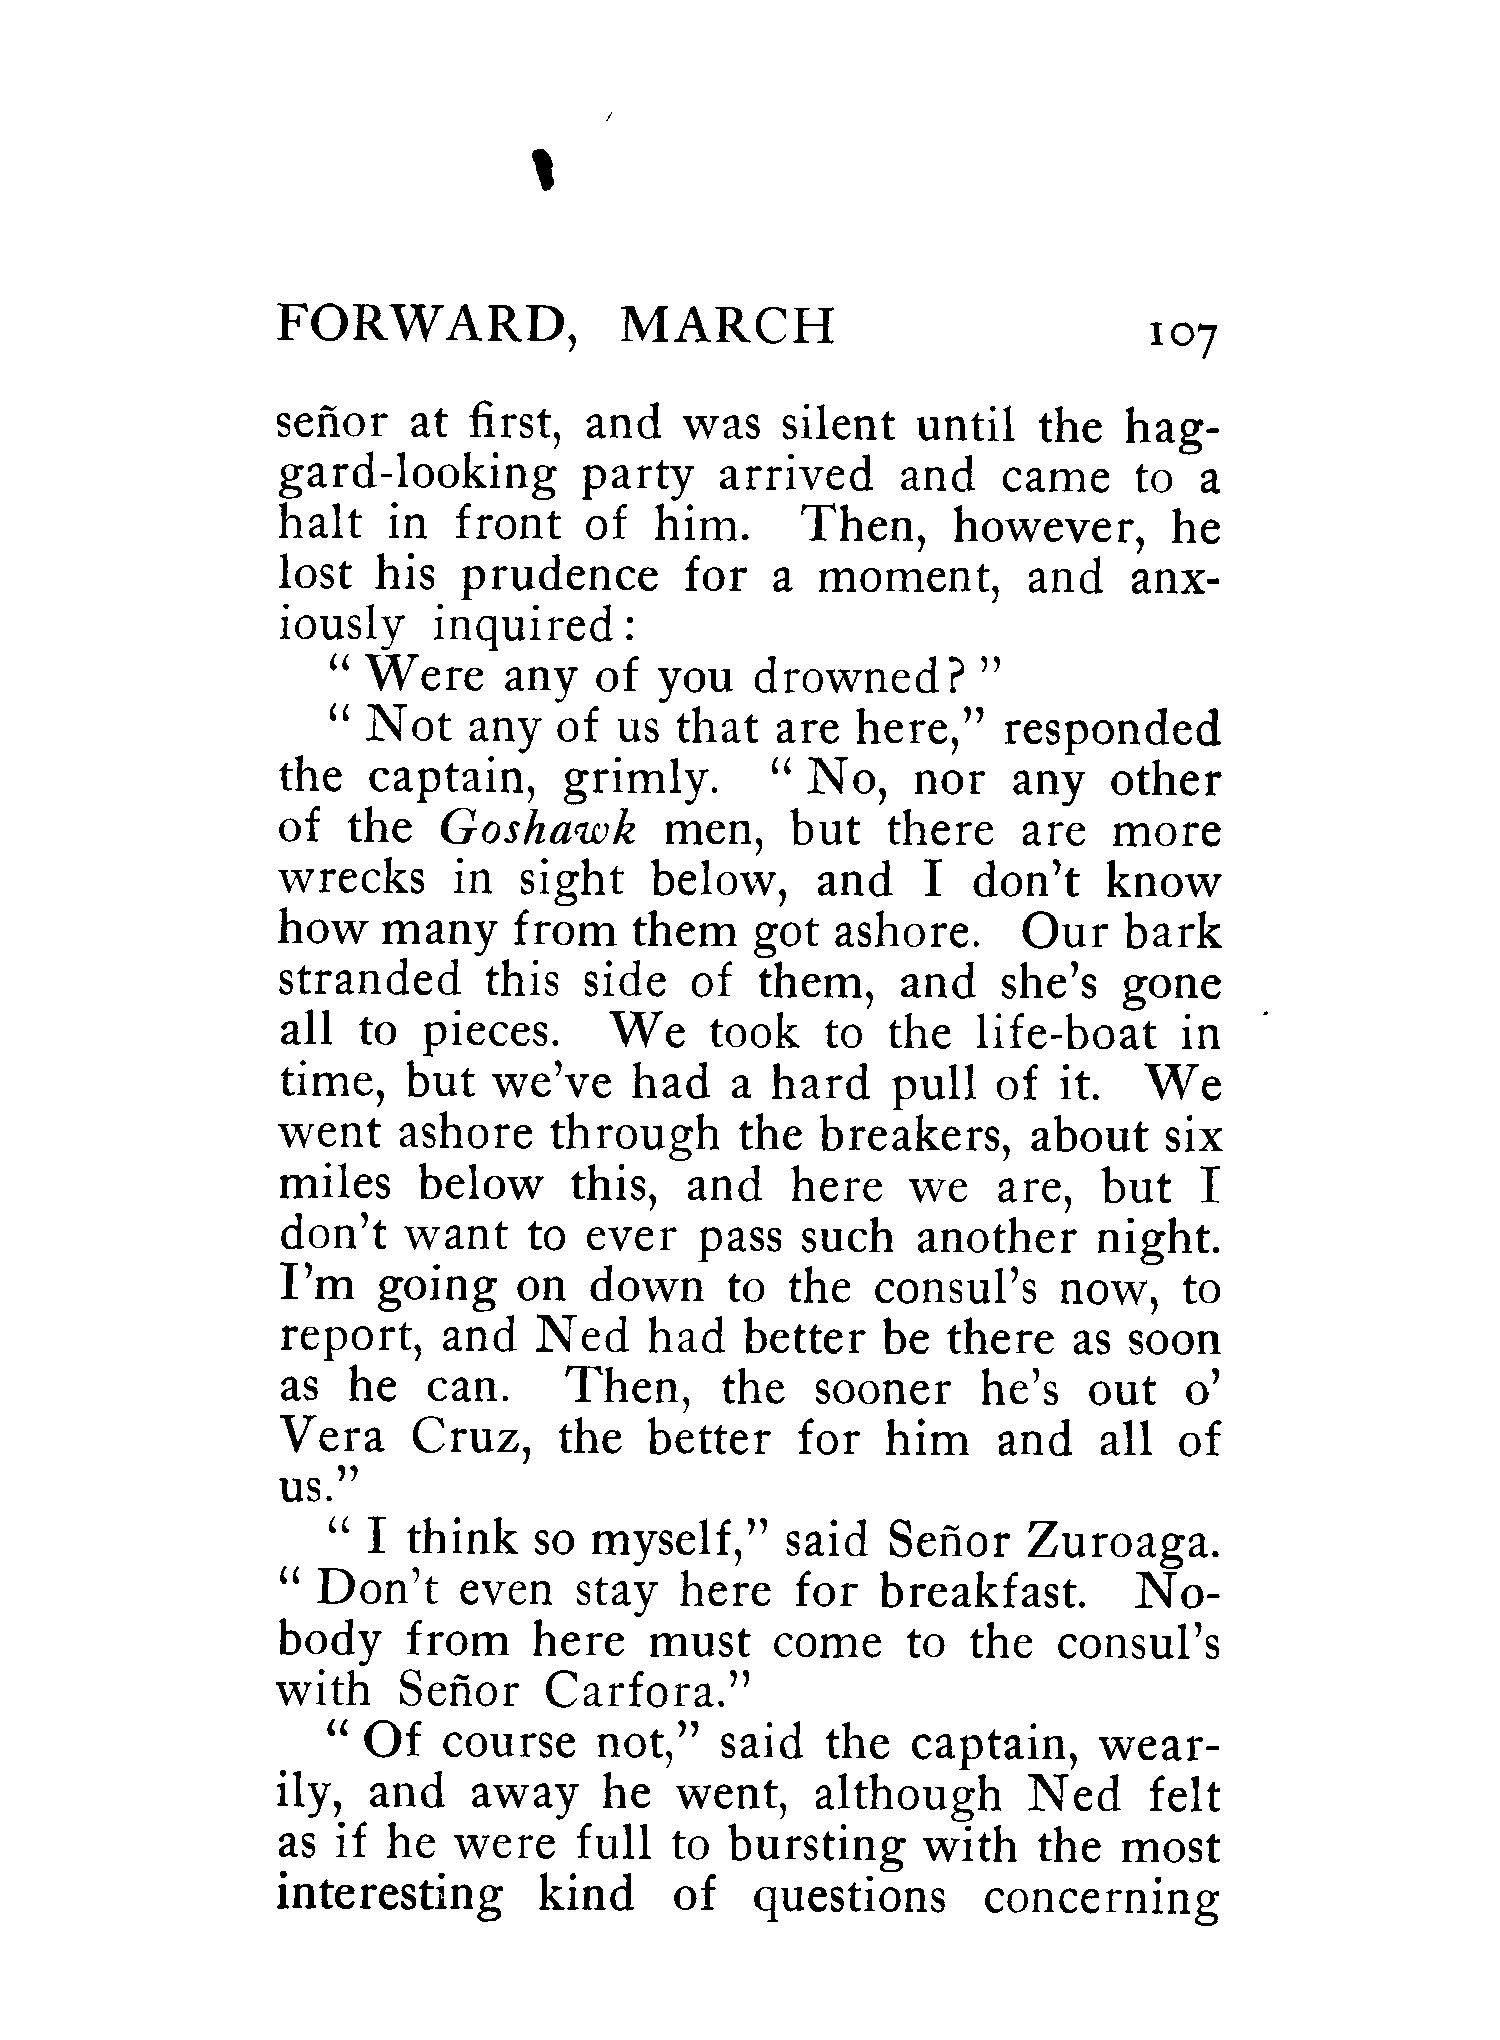 FORWARD, MARCH 107
señor at first, and was silent until the hag-
gard-looking party arrived and came to a
halt in front of him. Then, however, he
lost his prudence for a moment, and anx-
iously inquired:
" Were any of you drowned? "
" Not any of us that are here," responded
the captain, grimly. " No, nor any other
of the Goshawk men, but there are more
wrecks in sight below, and I don't know
how many from them got ashore. Our bark
stranded this side of them, and she's gone
all to pieces. We took to the life-boat in
time, but we've had a hard pull of it. We
went ashore through the breakers, about six
miles below this, and here we are, but I
don't want to ever pass such another night.
I'm going on down to the consul's now, to
report, and Ned had better be there as soon
as he can. Then, the sooner he's out o'
Vera Cruz, the better for him and all of
us."
" I think so myself," said Señor Zuroaga.
" Don't even stay here for breakfast. No-
body from here must come to the consul's
with Señor Carfora."
" Of course not," said the captain, wear-
ily, and away he went, although Ned felt
as if he were full to bursting with the most
interesting kind of questions concerning